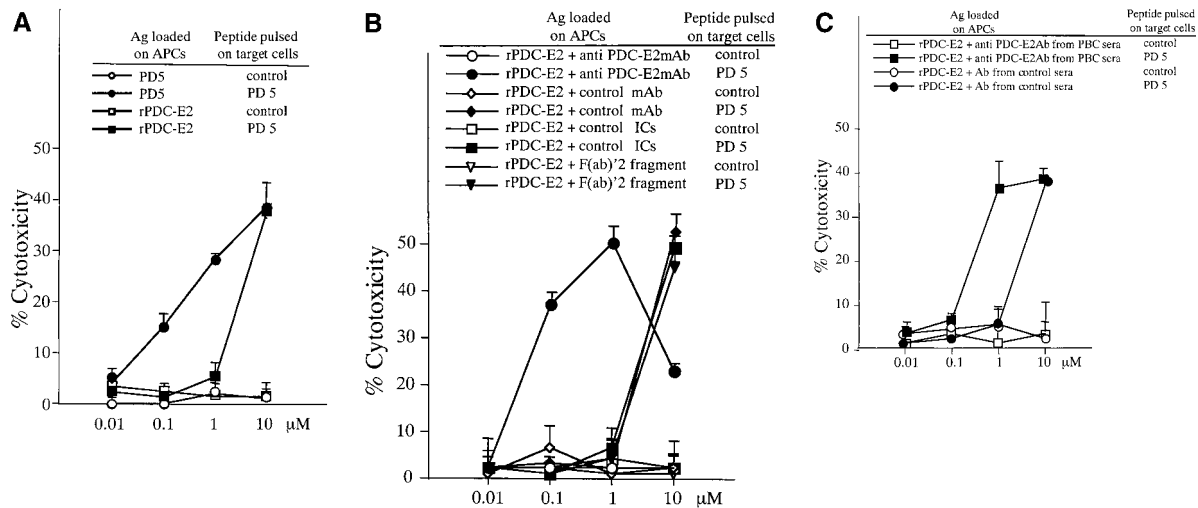 A
Ag loaded on APCs
Peptide pulsed on target cells
PD5 control
PD5 PD 5
rPDC-E2 control
rPDC-E2 PD 5
% Cytotoxicity
50
40
30
20
10
0
0.01 0.1 1 10 μM
B
Ag loaded on APCs
Peptide pulsed on target cells
rPDC-E2 + anti PDC-E2mAb control
rPDC-E2 + anti PDC-E2mAb PD 5
rPDC-E2 + control mAb control
rPDC-E2 + control mAb PD 5
rPDC-E2 + control ICs control
rPDC-E2 + control ICs PD 5
rPDC-E2 + F(ab)'2 fragment control
rPDC-E2 + F(ab)'2 fragment PD 5
% Cytotoxicity
50
40
30
20
10
0
0.01 0.1 1 10 μM
C
Ag loaded on APCs
Peptide pulsed on target cells
rPDC-E2 + anti PDC-E2Ab from PBC sera control
rPDC-E2 + anti PDC-E2Ab from PBC sera PD 5
rPDC-E2 + Ab from control sera control
rPDC-E2 + Ab from control sera PD 5
% Cytotoxicity
50
40
30
20
10
0
0.01 0.1 1 10 μM